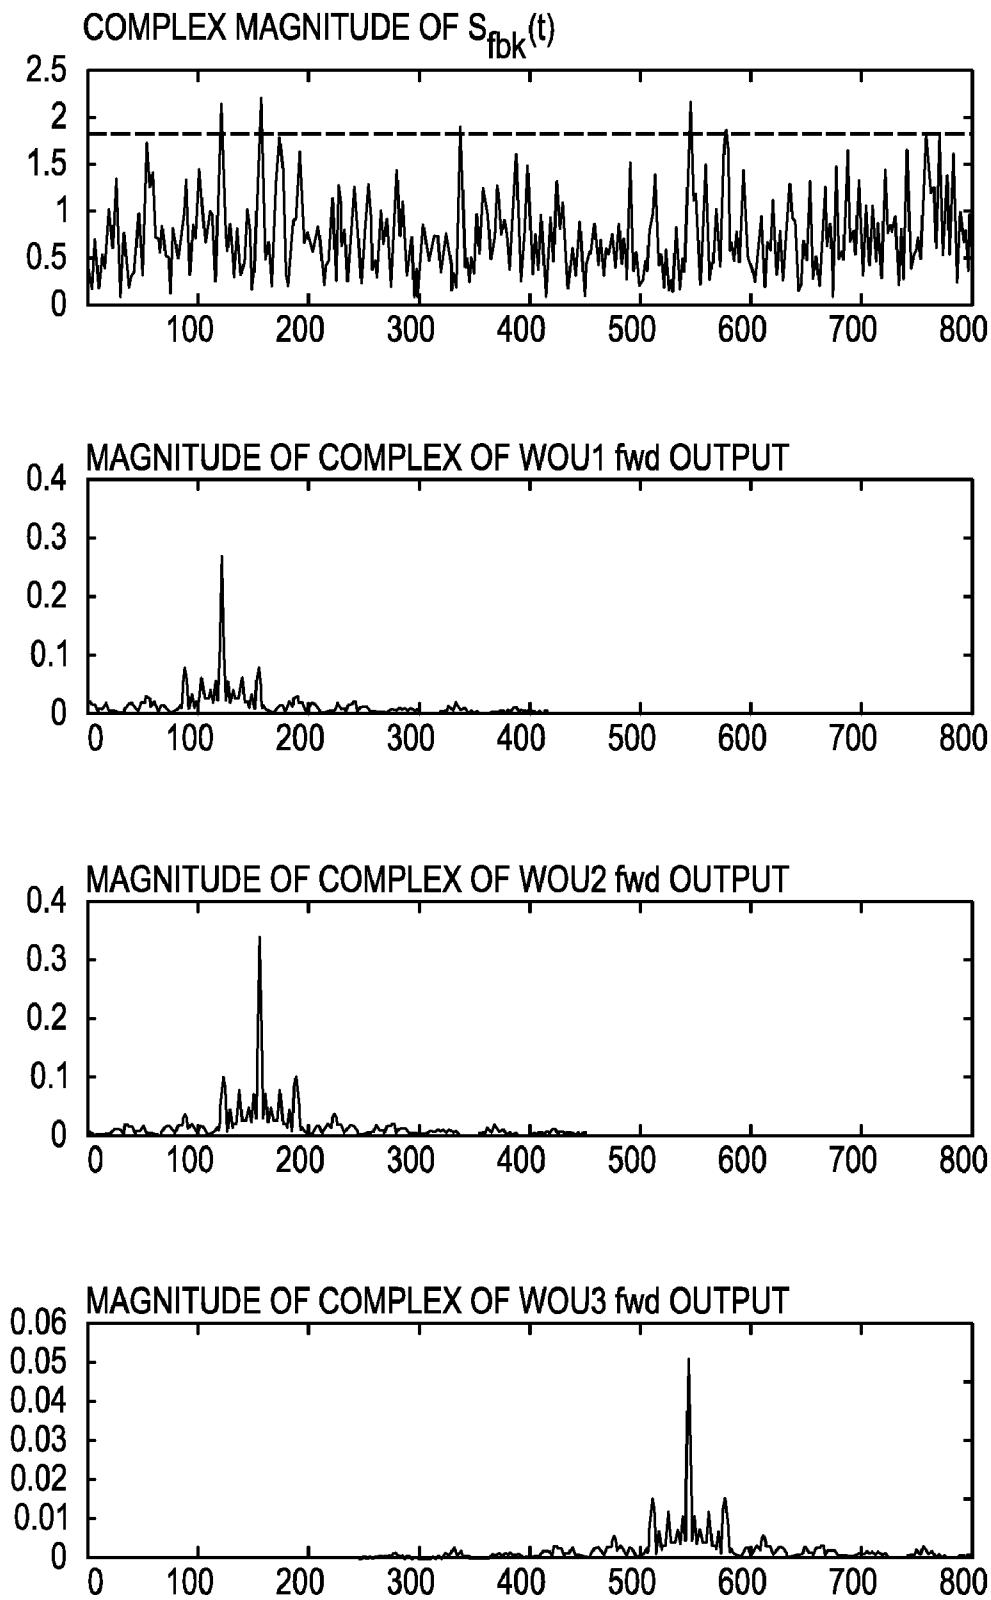 COMPLEX MAGNITUDE OF Sfbk(t)
2.5
2
1.5
1
0.5
0
100 200 300 400 500 600 700 800
MAGNITUDE OF COMPLEX OF WOU1 fwd OUTPUT
0.4
0.3
0.2
0.1
0
0 100 200 300 400 500 600 700 800
MAGNITUDE OF COMPLEX OF WOU2 fwd OUTPUT
0.4
0.3
0.2
0.1
0
0 100 200 300 400 500 600 700 800
MAGNITUDE OF COMPLEX OF WOU3 fwd OUTPUT
0.06
0.05
0.04
0.03
0.02
0.01
0
0 100 200 300 400 500 600 700 800